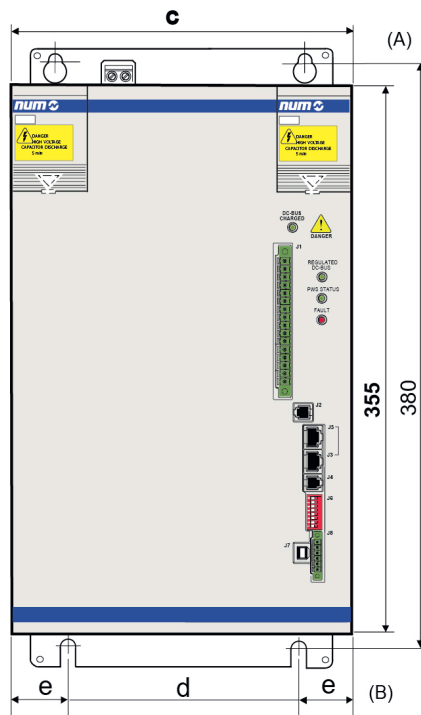 c
(A)
num
num
DANGER
HIGH VOLTAGE
CAPACITOR DISCHARGE
5 min
DANGER
HIGH VOLTAGE
CAPACITOR DISCHARGE
5 min
DC-BUS
CHARGED
DANGER
J1
REGULATED
DC-BUS
PWS STATUS
FAULT
355
380
J2
J3
J3
J4
J5
J6
J7
e
d
e
(B)